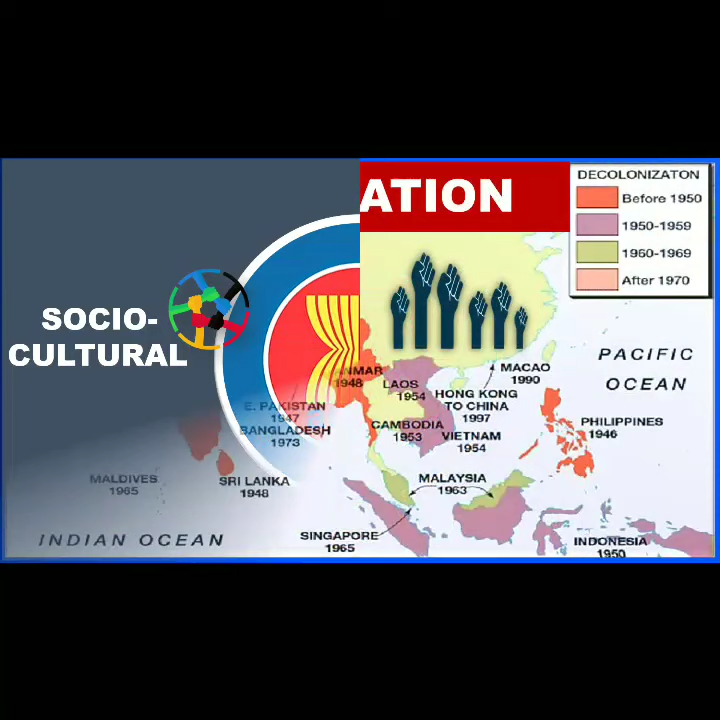 ATION
DECOLONIZATON
Before 1950
1950-1959
1960-1969
After 1970
SOCIO-
CULTURAL
PACIFIC
OCEAN
ANMAR
1948
LAOS
1954
MACAO
1990
HONG KONG
TO CHINA
1997
E. PAKISTAN
1947
BANGLADESH
1973
CAMBODIA
1953
VIETNAM
1954
PHILIPPINES
1946
MALDIVES
1965
SRI LANKA
1948
MALAYSIA
1963
INDIAN OCEAN
SINGAPORE
1965
INDONESIA
1950